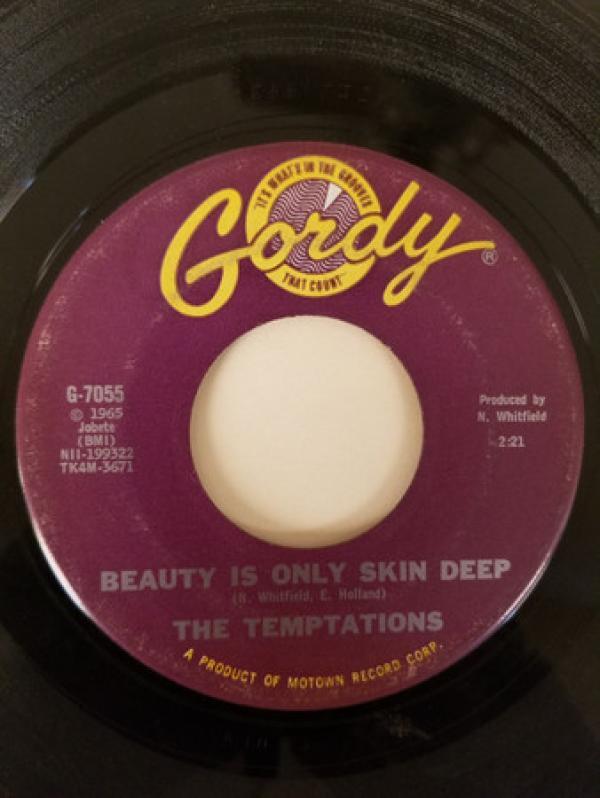 IT'S WHAT'S IN THE GROOVES
Gordy
®
THAT COUNT
G-7055
© 1965
Jobete
(BMI)
NII-199322
TK4M-3671
Produced by
N. Whitfield
2:21
BEAUTY IS ONLY SKIN DEEP
(N. Whitfield, E. Holland)
THE TEMPTATIONS
A PRODUCT OF MOTOWN RECORD CORP.